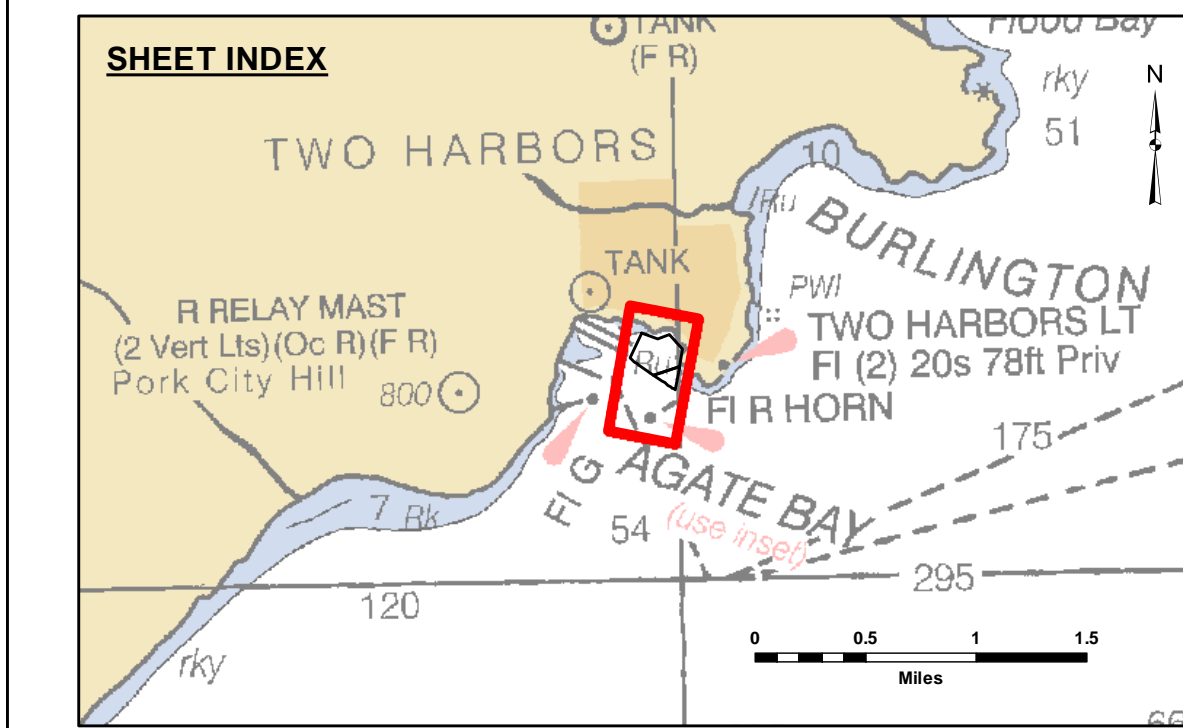 SHEET INDEX
TANK
(F R)
Flood Bay
rky
51
N
TWO HARBORS
10
BURLINGTON
TANK
PWI
R RELAY MAST
(2 Vert Lts)(Oc R)(F R)
Pork City Hill
800
TWO HARBORS LT
Fl (2) 20s 78ft Priv
Ru
Fl R HORN
175
Fl G
AGATE BAY
(use inset)
7 Rk
54
295
120
rky
0 0.5 1 1.5
Miles